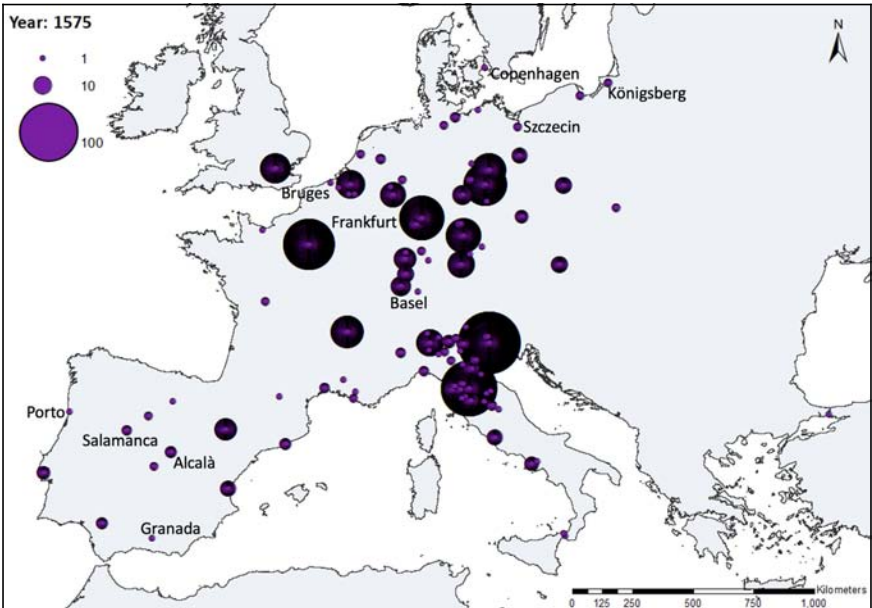 Year: 1575
N
1
10
100
Copenhagen
Königsberg
Szczecin
Bruges
Frankfurt
Basel
Porto
Salamanca
Alcalà
Granada
Kilometers
0 125 250 500 750 1.000